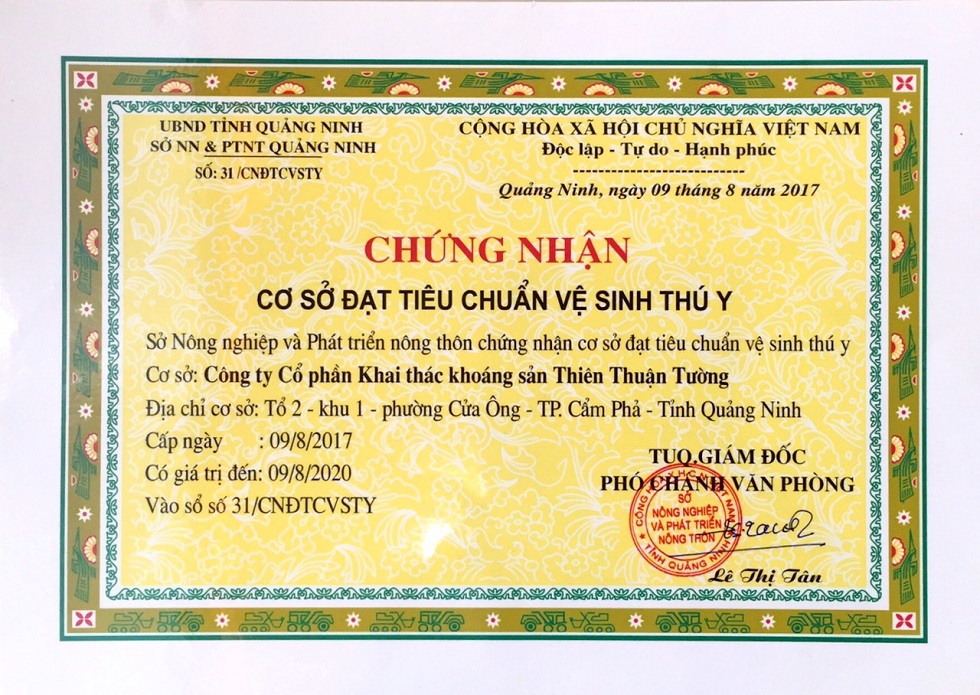 UBND TỈNH QUẢNG NINH
SỞ NN & PTNT QUẢNG NINH
SỐ: 31 /CNĐTCVSTY
CỘNG HÒA XÃ HỘI CHỦ NGHĨA VIỆT NAM
Độc lập - Tự do - Hạnh phúc
Quảng Ninh, ngày 09 tháng 8 năm 2017
CHỨNG NHẬN
CƠ SỞ ĐẠT TIÊU CHUẨN VỆ SINH THÚ Y
Sở Nông nghiệp và Phát triển nông thôn chứng nhận cơ sở đạt tiêu chuẩn vệ sinh thú y
Cơ sở: Công ty Cổ phần Khai thác khoáng sản Thiên Thuận Tường
Địa chỉ cơ sở: Tổ 2 - khu 1 - phường Cửa Ông - TP. Cẩm Phả - Tỉnh Quảng Ninh
Cấp ngày : 09/8/2017
Có giá trị đến: 09/8/2020
Vào sổ số 31/CNĐTCVSTY
TUQ.GIÁM ĐỐC
PHÓ CHÁNH VĂN PHÒNG
SỞ
NÔNG NGHIỆP
VÀ PHÁT TRIỂN
NÔNG THÔN
TỈNH QUẢNG NINH
Lê Thị Tân